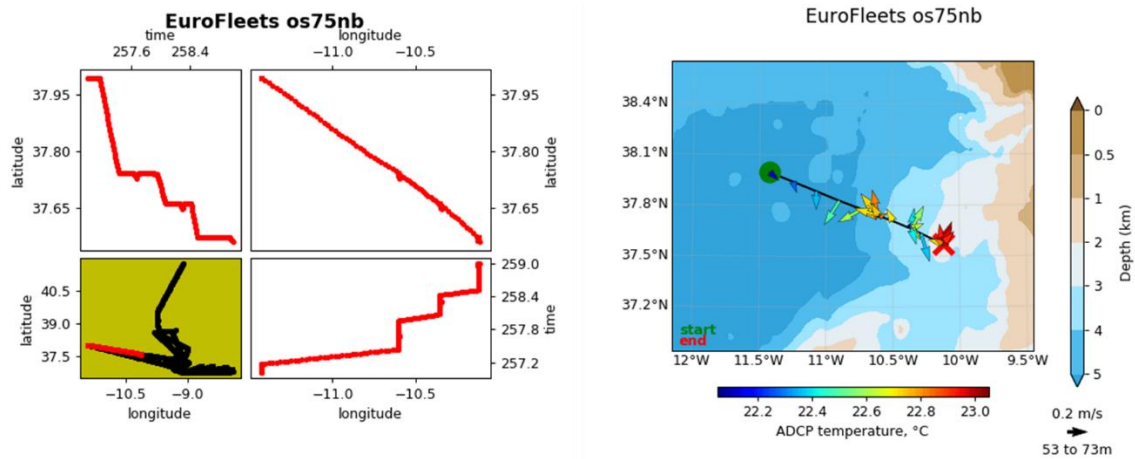 EuroFleets os75nb
time
257.6 258.4
longitude
−11.0 −10.5
latitude
37.95
37.80
37.65
37.95
37.80
37.65
latitude
latitude
40.5
39.0
37.5
−10.5 −9.0
longitude
259.0
258.4
257.8
257.2
time
−11.0 −10.5
longitude
EuroFleets os75nb
38.4°N
38.1°N
37.8°N
37.5°N
37.2°N
start
end
12°W 11.5°W 11°W 10.5°W 10°W 9.5°W
0
0.5
1
2
3
4
5
Depth (km)
22.2 22.4 22.6 22.8 23.0
ADCP temperature, °C
0.2 m/s
53 to 73m